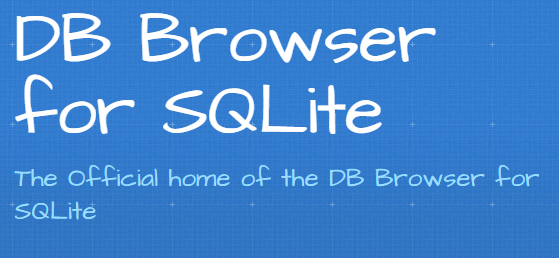 DB Browser
for SQLite
The Official home of the DB Browser for
SQLite